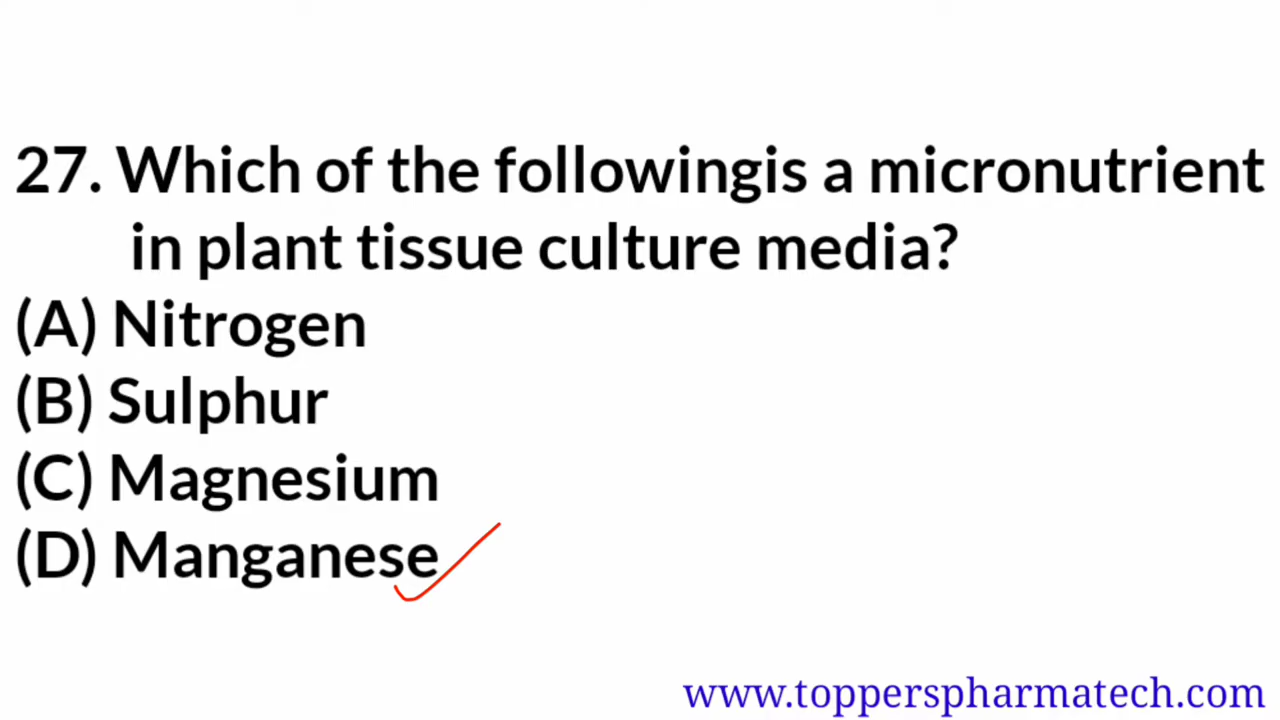 27. Which of the followingis a micronutrient
in plant tissue culture media?
(A) Nitrogen
(B) Sulphur
(C) Magnesium
(D) Manganese
www.topperspharmatech.com